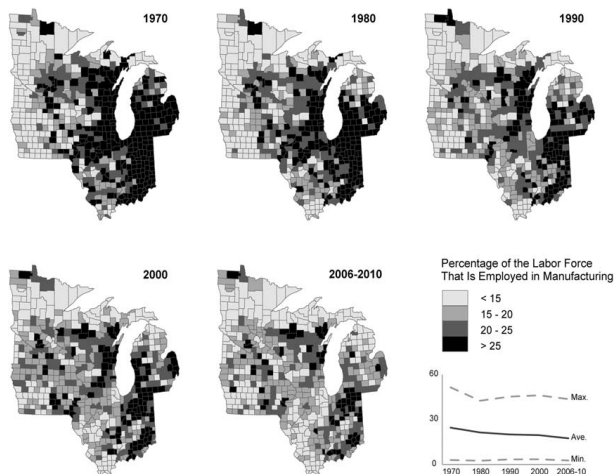 1970
1980
1990
2000
2006-2010
Percentage of the Labor Force
That Is Employed in Manufacturing
< 15
15 - 20
20 - 25
> 25
60
Max.
30
Ave.
0
Min.
1970 1980 1990 2000 2006-10